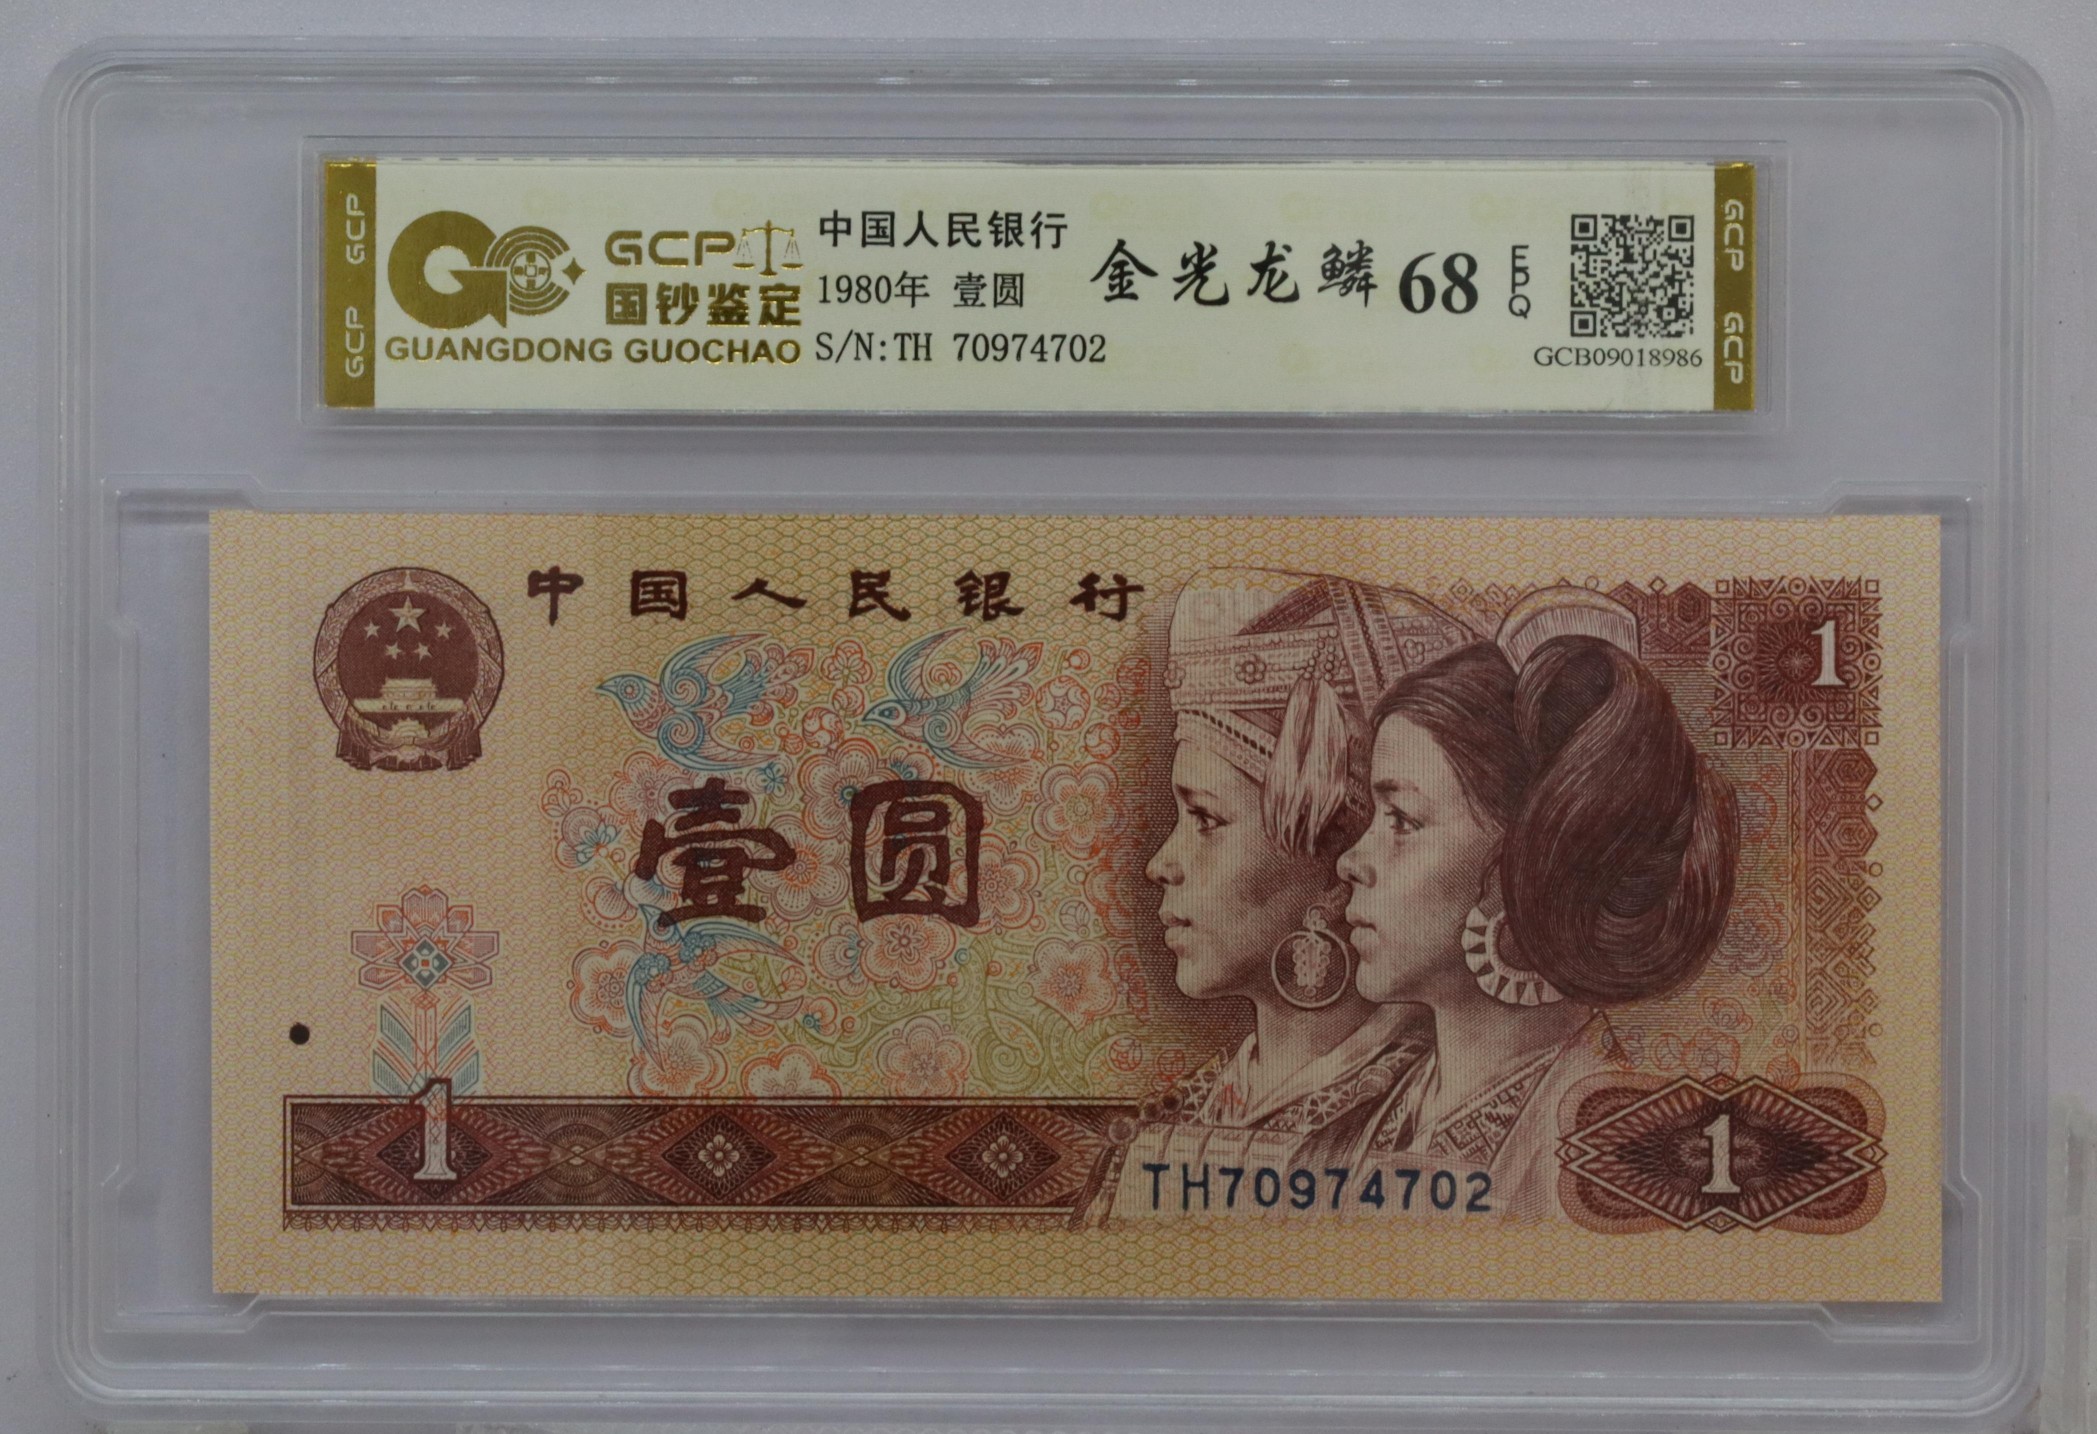 GCP GCP
GCP
国钞鉴定
GUANGDONG GUOCHAO
中国人民银行
1980年 壹圆
S/N:TH 70974702
金光龙鳞 68 EPQ
GCB09018986
GCP GCP
中国人民银行
1
壹圆
1
TH70974702
1